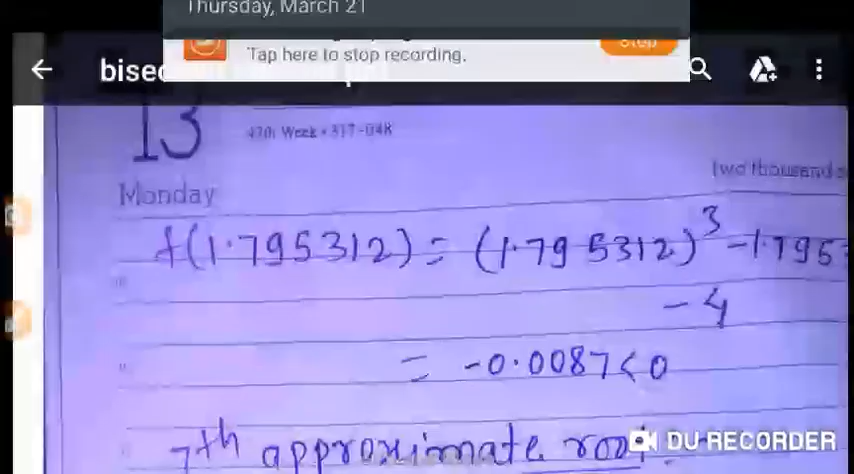 Thursday, March 21
Tap here to stop recording.
Stop
bisec
13
47th Week • 317-048
two thousand
Monday
f(1.795312) = (1.795312)³ - 1.795
- 4
= -0.0087 < 0
7th approximate root
DU RECORDER